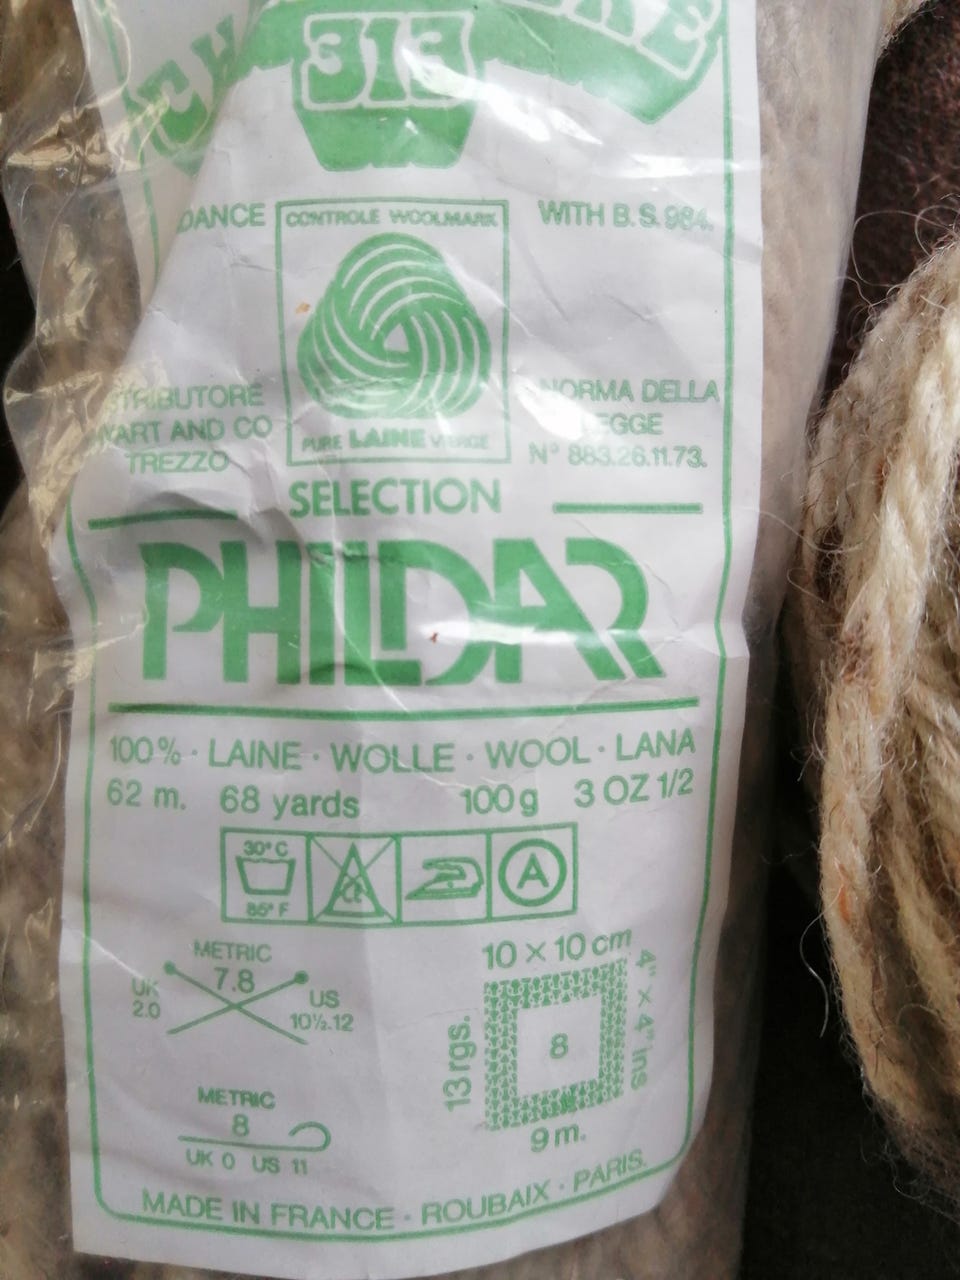 313
DANCE
CONTROLE WOOLMARK
WITH B.S. 984.
PURE LAINE VIERGE
TRIBUTORE
ART AND CO
TREZZO
NORMA DELLA
EGGE
N° 883.26.11.73.
SELECTION
PHILDAR
100% · LAINE · WOLLE · WOOL · LANA
62 m. 68 yards 100g 3 OZ 1/2
30°C
85°F
CL
A
METRIC
7.8
UK
2.0
US
10½.12
10 × 10 cm
4" × 4" ins
13 rgs.
8
9 m.
METRIC
8
UK 0 US 11
MADE IN FRANCE · ROUBAIX · PARIS.